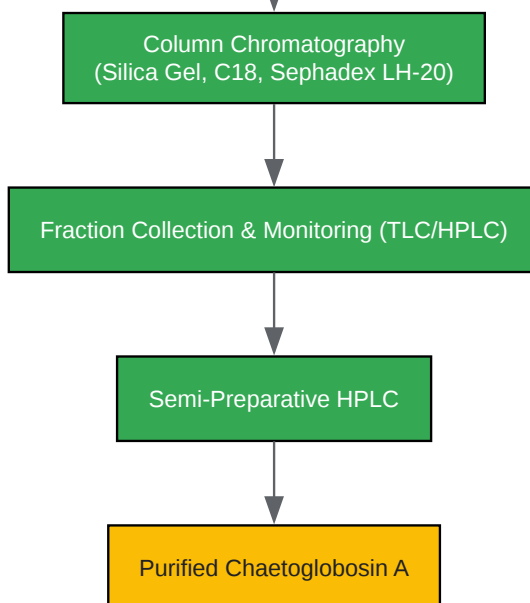 Column Chromatography
(Silica Gel, C18, Sephadex LH-20)
Fraction Collection & Monitoring (TLC/HPLC)
Semi-Preparative HPLC
Purified Chaetoglobosin A